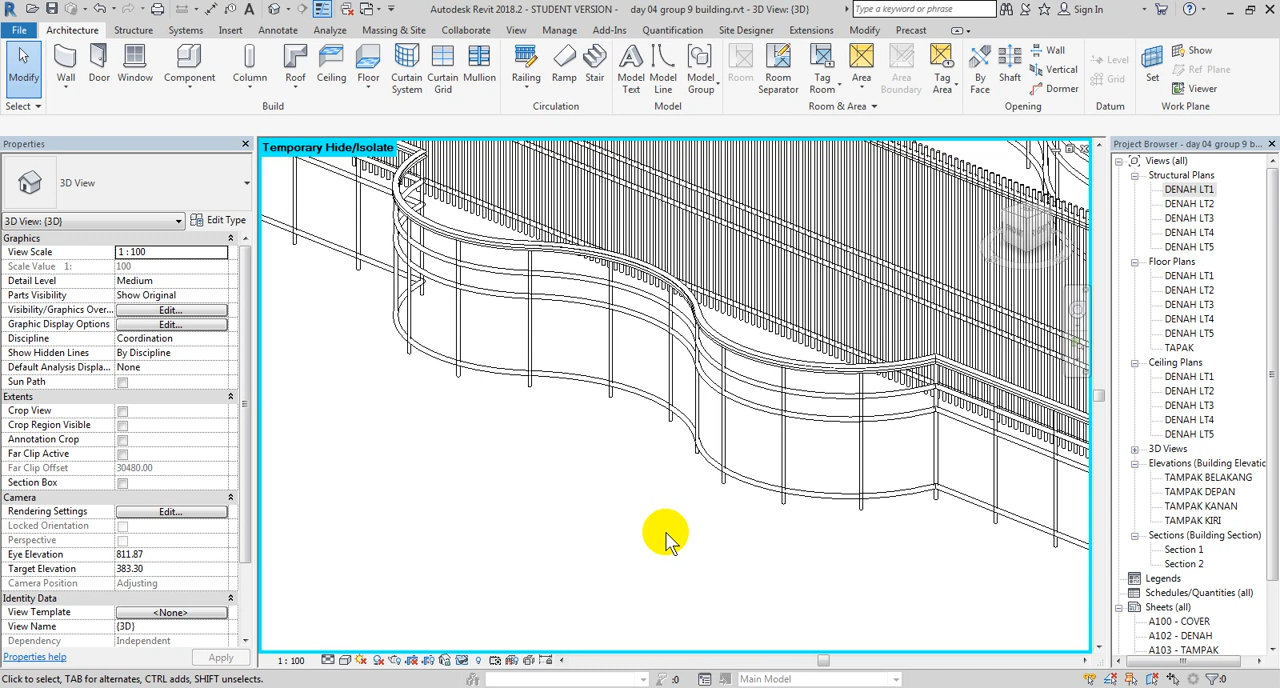 Autodesk Revit 2018.2 - STUDENT VERSION - day 04 group 9 building.rvt - 3D View: {3D}
Type a keyword or phrase
Sign In
File Architecture Structure Systems Insert Annotate Analyze Massing & Site Collaborate View Manage Add-Ins Quantification Site Designer Extensions Modify Precast
Modify Wall Door Window Component Column Roof Ceiling Floor Curtain System Curtain Grid Mullion Railing Ramp Stair Model Text Model Line Model Group Room Room Separator Tag Room Area Area Boundary Tag Area By Face Shaft Wall Vertical Dormer Level Grid Set Show Ref Plane Viewer
Select Build Circulation Model Room & Area Opening Datum Work Plane
Properties
3D View
3D View: {3D} Edit Type
Graphics
View Scale 1 : 100
Scale Value 1: 100
Detail Level Medium
Parts Visibility Show Original
Visibility/Graphics Over... Edit...
Graphic Display Options Edit...
Discipline Coordination
Show Hidden Lines By Discipline
Default Analysis Displa... None
Sun Path
Extents
Crop View
Crop Region Visible
Annotation Crop
Far Clip Active
Far Clip Offset 30480.00
Section Box
Camera
Rendering Settings Edit...
Locked Orientation
Perspective
Eye Elevation 811.87
Target Elevation 383.30
Camera Position Adjusting
Identity Data
View Template <None>
View Name {3D}
Dependency Independent
Properties help Apply
Temporary Hide/Isolate
1 : 100
Project Browser - day 04 group 9 b...
Views (all)
Structural Plans
DENAH LT1
DENAH LT2
DENAH LT3
DENAH LT4
DENAH LT5
Floor Plans
DENAH LT1
DENAH LT2
DENAH LT3
DENAH LT4
DENAH LT5
TAPAK
Ceiling Plans
DENAH LT1
DENAH LT2
DENAH LT3
DENAH LT4
DENAH LT5
3D Views
Elevations (Building Elevatic
TAMPAK BELAKANG
TAMPAK DEPAN
TAMPAK KANAN
TAMPAK KIRI
Sections (Building Section)
Section 1
Section 2
Legends
Schedules/Quantities (all)
Sheets (all)
A100 - COVER
A102 - DENAH
A103 - TAMPAK
Click to select, TAB for alternates, CTRL adds, SHIFT unselects.
:0 Main Model :0